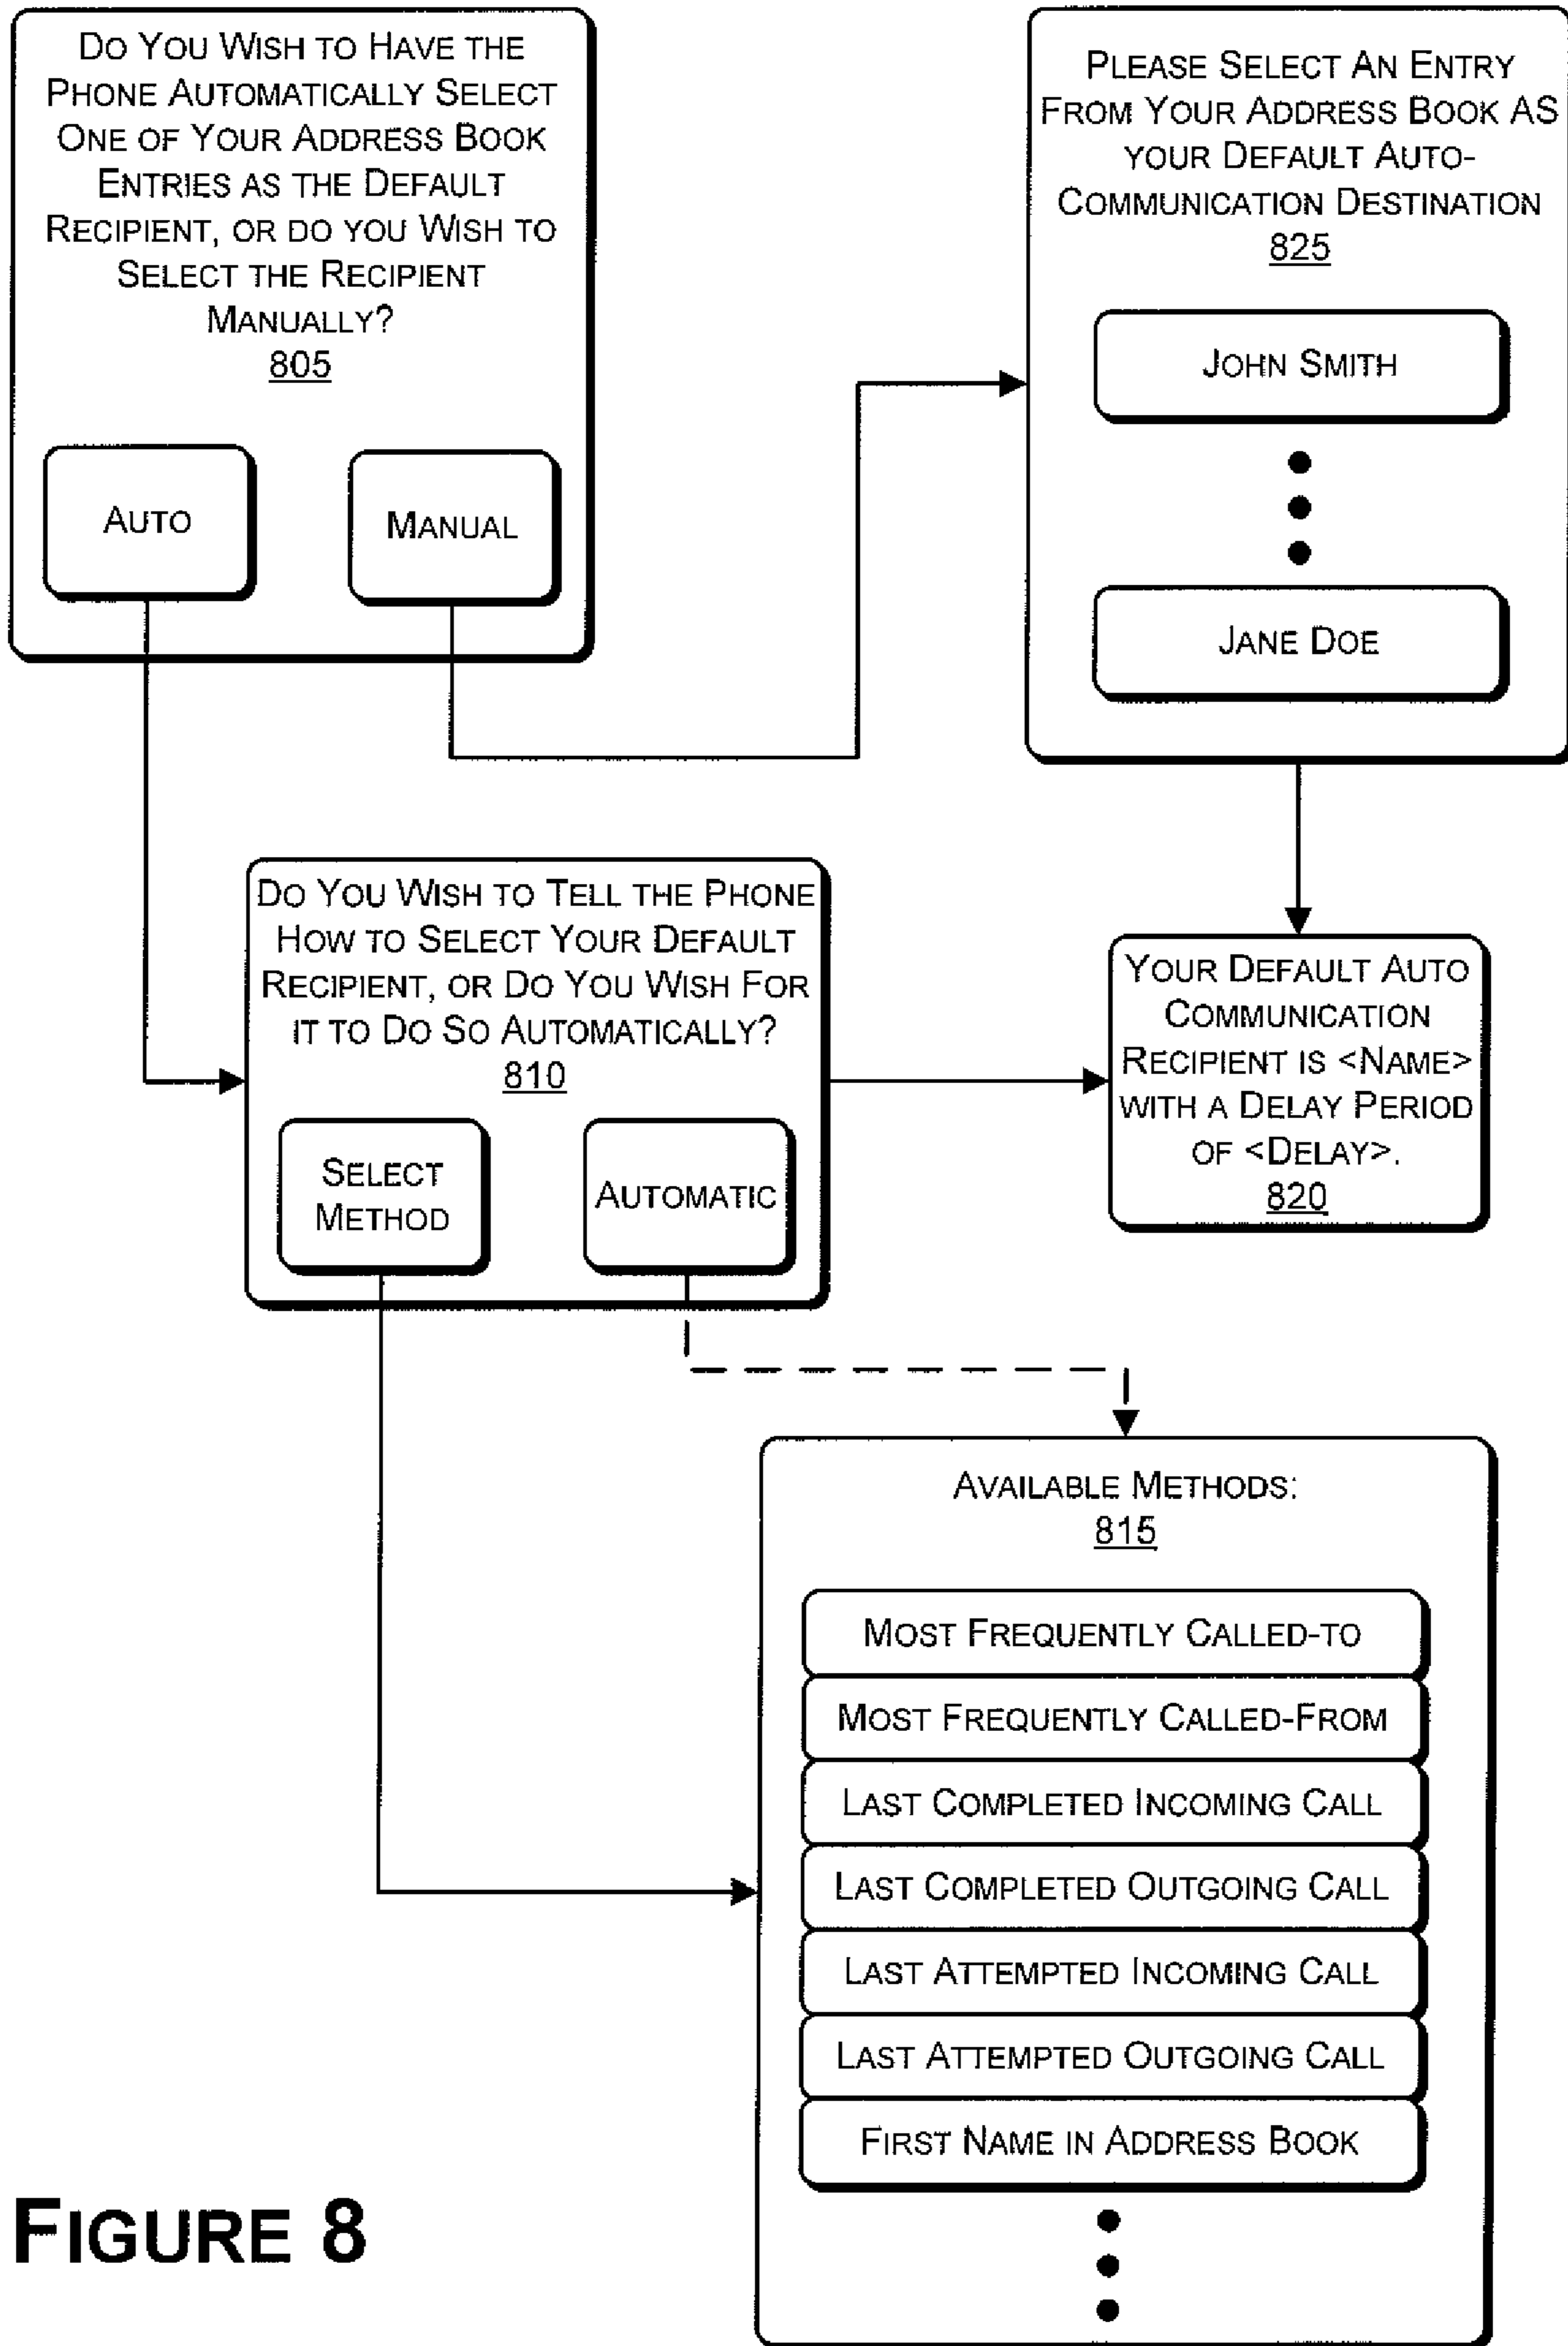 DO YOU WISH TO HAVE THE
PHONE AUTOMATICALLY SELECT
ONE OF YOUR ADDRESS BOOK
ENTRIES AS THE DEFAULT
RECIPIENT, OR DO YOU WISH TO
SELECT THE RECIPIENT
MANUALLY?
805
AUTO
MANUAL
PLEASE SELECT AN ENTRY
FROM YOUR ADDRESS BOOK AS
YOUR DEFAULT AUTO-
COMMUNICATION DESTINATION
825
JOHN SMITH
JANE DOE
DO YOU WISH TO TELL THE PHONE
HOW TO SELECT YOUR DEFAULT
RECIPIENT, OR DO YOU WISH FOR
IT TO DO SO AUTOMATICALLY?
810
SELECT
METHOD
AUTOMATIC
YOUR DEFAULT AUTO
COMMUNICATION
RECIPIENT IS <NAME>
WITH A DELAY PERIOD
OF <DELAY>.
820
AVAILABLE METHODS:
815
MOST FREQUENTLY CALLED-TO
MOST FREQUENTLY CALLED-FROM
LAST COMPLETED INCOMING CALL
LAST COMPLETED OUTGOING CALL
LAST ATTEMPTED INCOMING CALL
LAST ATTEMPTED OUTGOING CALL
FIRST NAME IN ADDRESS BOOK
FIGURE 8